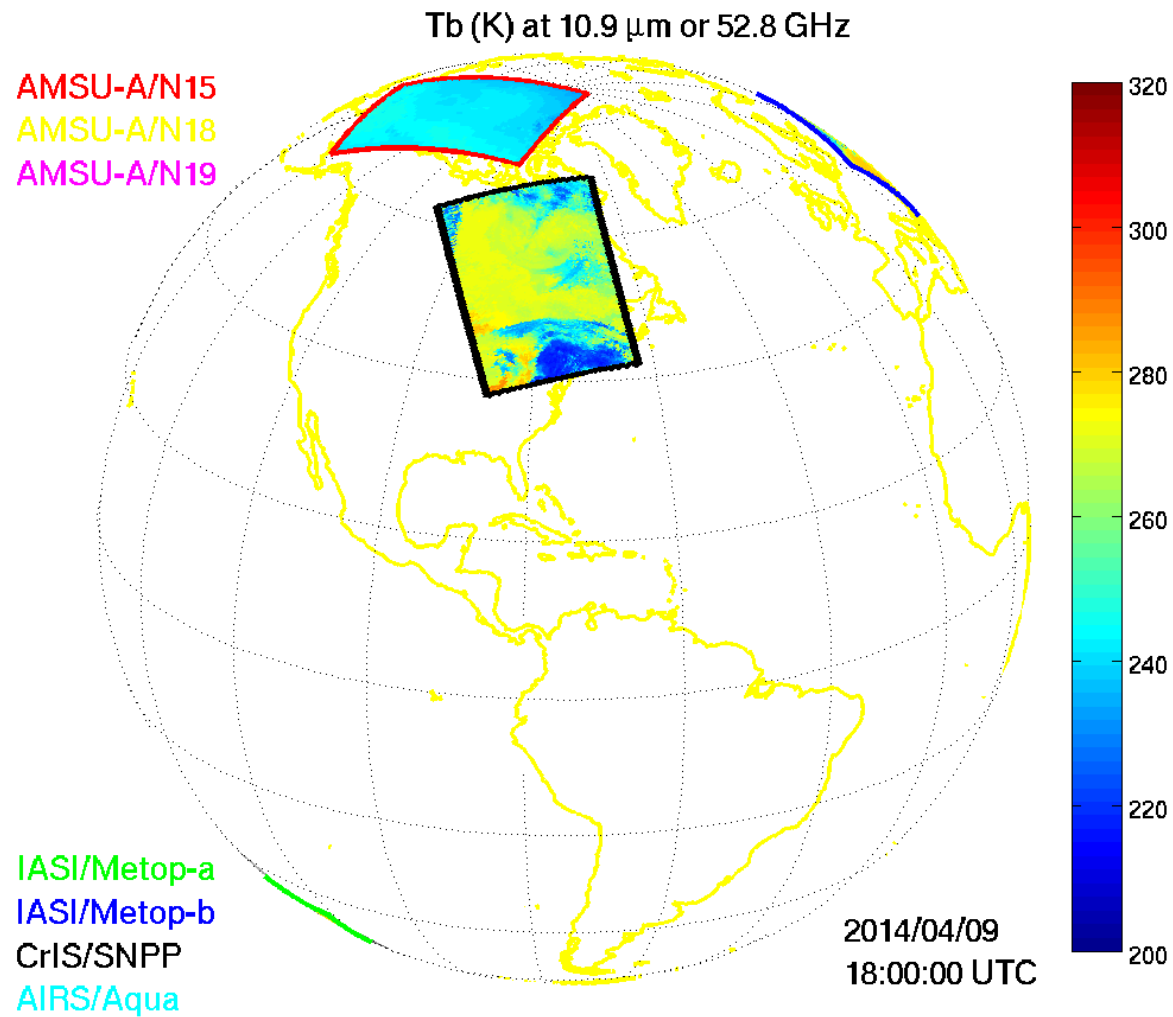 Tb (K) at 10.9 μm or 52.8 GHz
AMSU-A/N15
AMSU-A/N18
AMSU-A/N19
320
300
280
260
240
220
200
IASI/Metop-a
IASI/Metop-b
CrIS/SNPP
AIRS/Aqua
2014/04/09
18:00:00 UTC